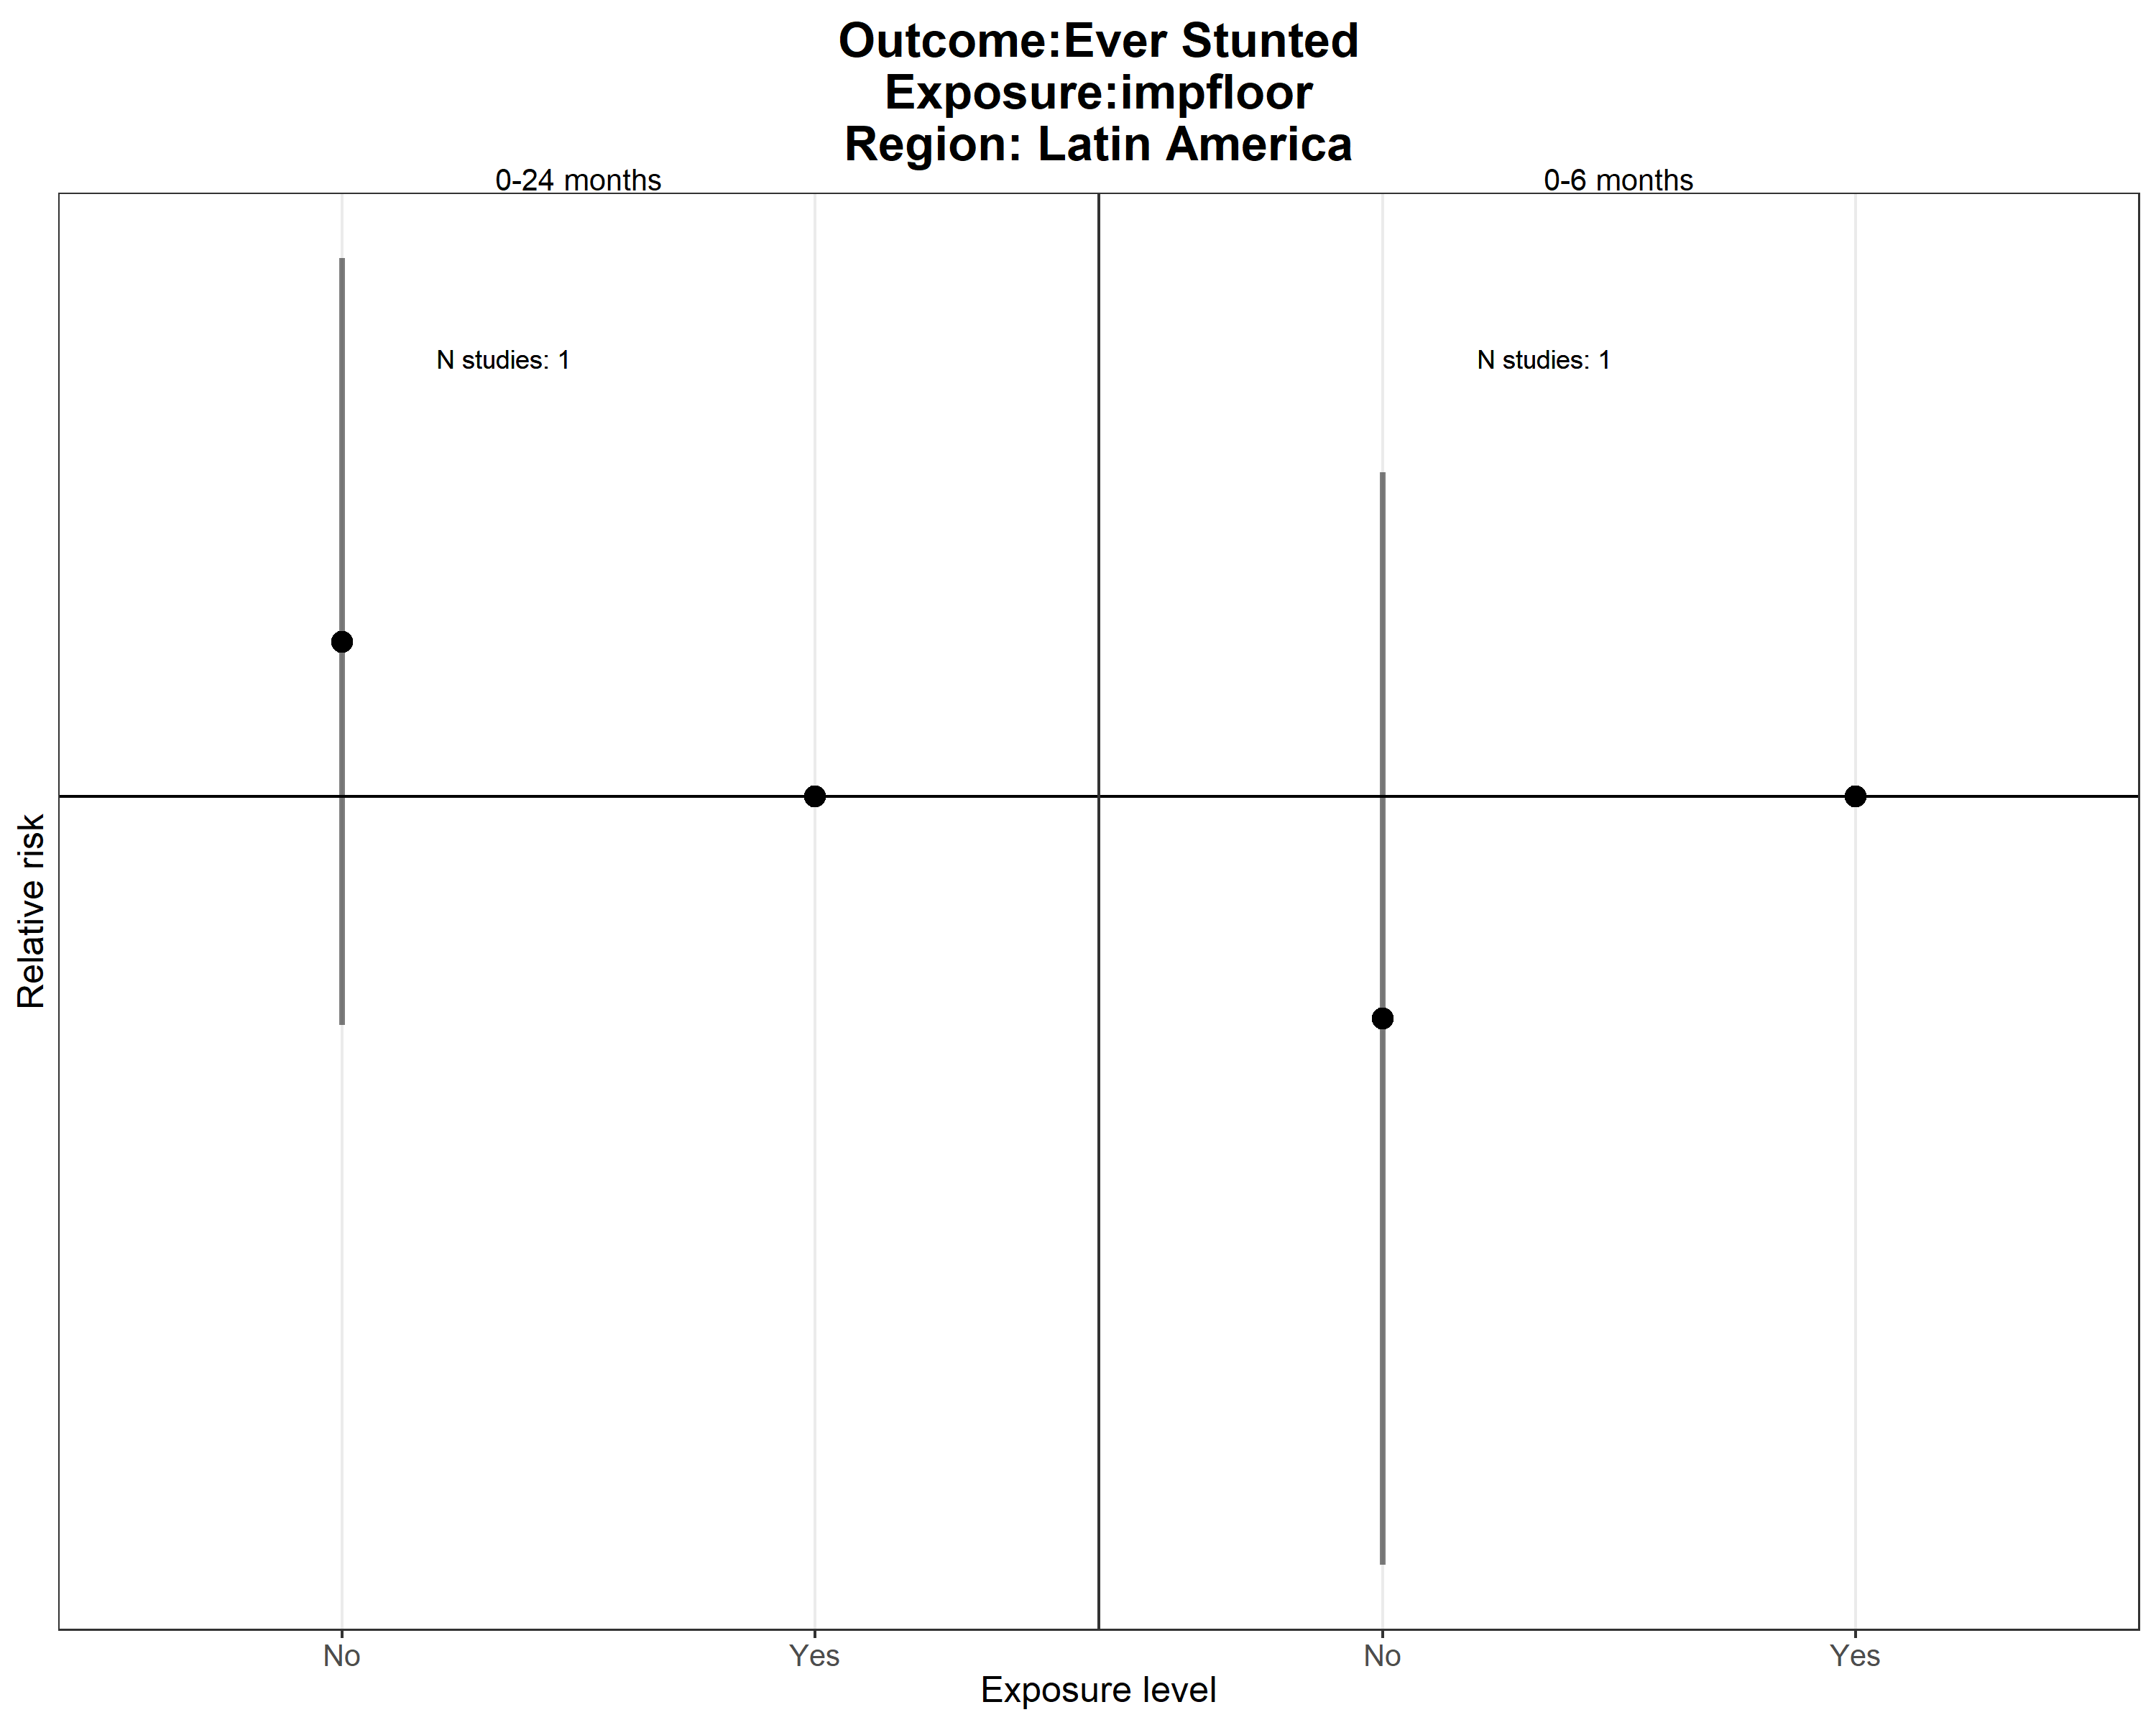 Outcome:Ever Stunted
Exposure:impfloor
Region: Latin America
0-24 months
0-6 months
N studies: 1
N studies: 1
Relative risk
No
Yes
No
Yes
Exposure level